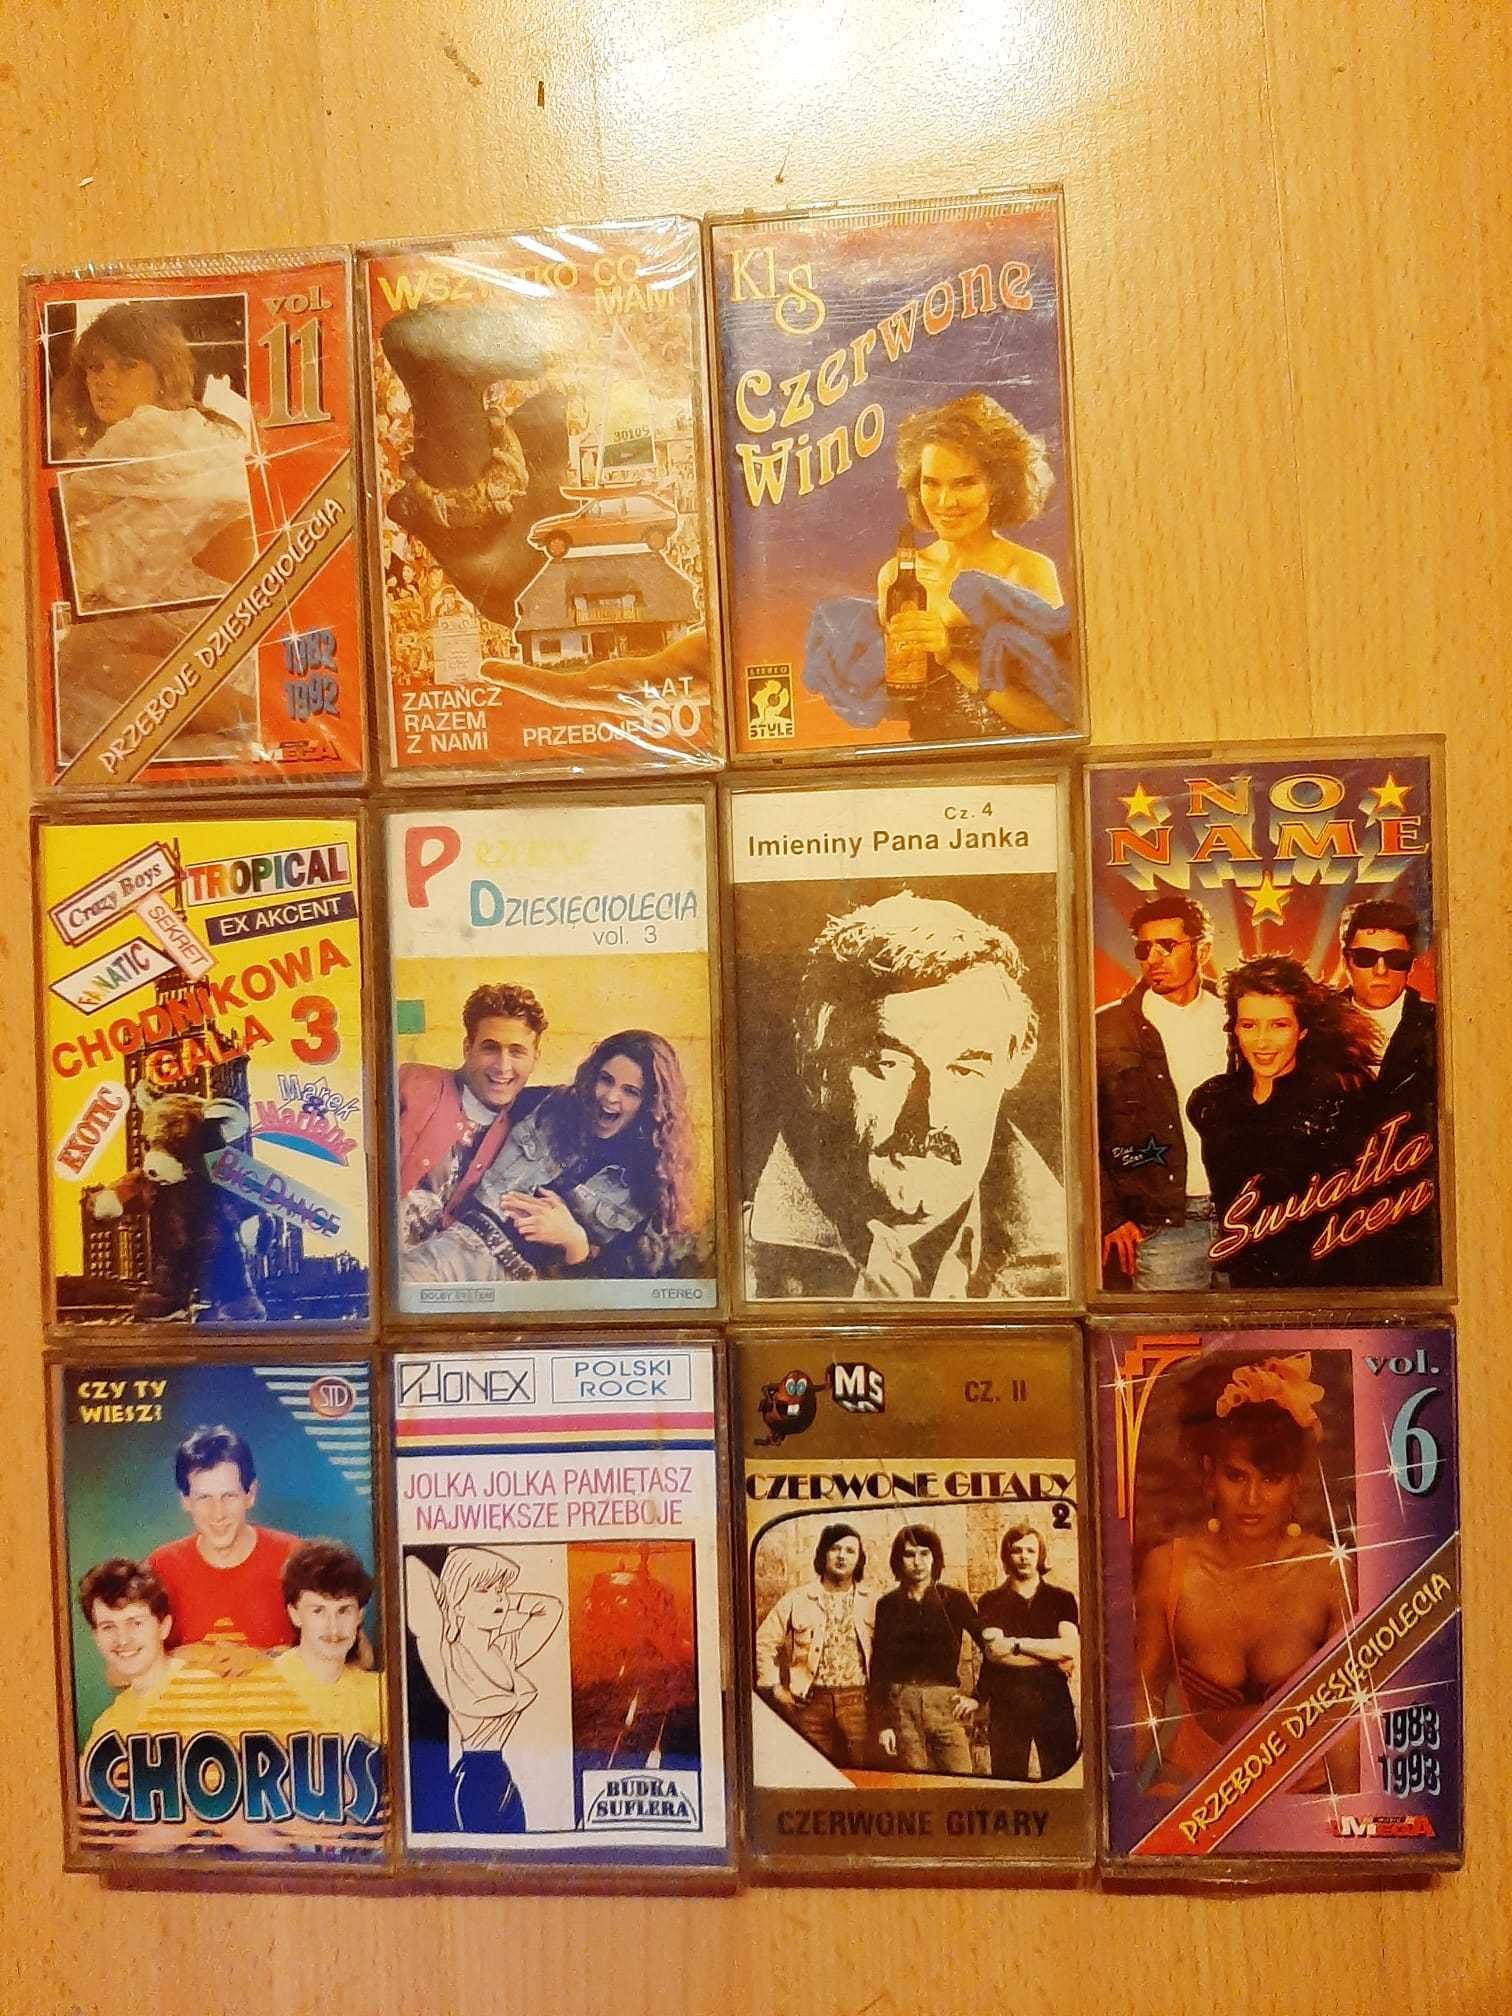 vol.
11
PRZEBOJE DZIESIĘCIOLECIA
1982
1992
MEGA
WSZYSTKO CO
MAM
30105
ZATAŃCZ
RAZEM
Z NAMI
PRZEBOJE
LAT
60
Czerwone
Wino
STEREO
STYLE
Crazy Boys
SEKRET
FANATIC
TROPICAL
EX AKCENT
CHODNIKOWA
GALA 3
EXOTIC
Marek
Marlena
BIG DANCE
P
DZIESIĘCIOLECIA
vol. 3
DOLBY SYSTEM
STEREO
Cz. 4
Imieniny Pana Janka
NO
NAME
Blue
Star
Światła
scen
CZY TY
WIESZ?
STD
CHORUS
PHONEX
POLSKI
ROCK
JOLKA JOLKA PAMIĘTASZ
NAJWIĘKSZE PRZEBOJE
BUDKA
SUFLERA
MS
CZ. II
CZERWONE GITARY
2
CZERWONE GITARY
vol.
6
PRZEBOJE DZIESIĘCIOLECIA
1983
1993
MEGA